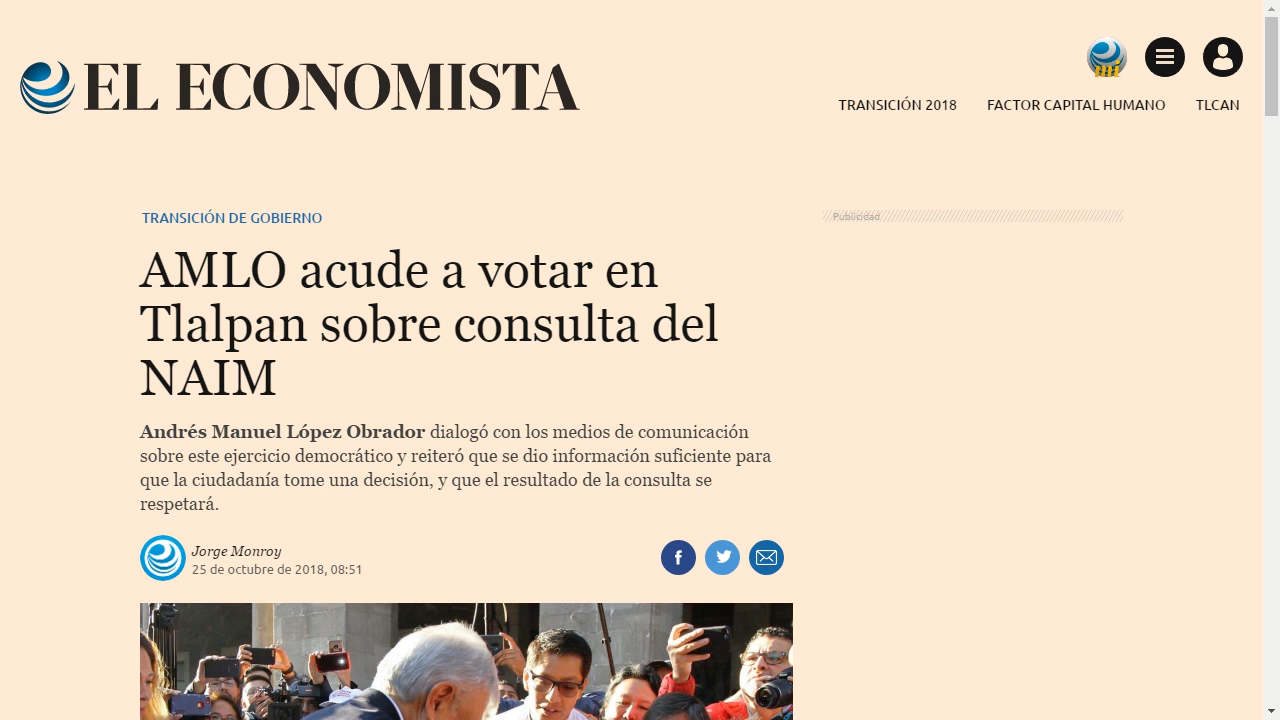 EL ECONOMISTA
TRANSICIÓN 2018 FACTOR CAPITAL HUMANO TLCAN
TRANSICIÓN DE GOBIERNO
Publicidad
AMLO acude a votar en
Tlalpan sobre consulta del
NAIM
Andrés Manuel López Obrador dialogó con los medios de comunicación
sobre este ejercicio democrático y reiteró que se dio información suficiente para
que la ciudadanía tome una decisión, y que el resultado de la consulta se
respetará.
Jorge Monroy
25 de octubre de 2018, 08:51